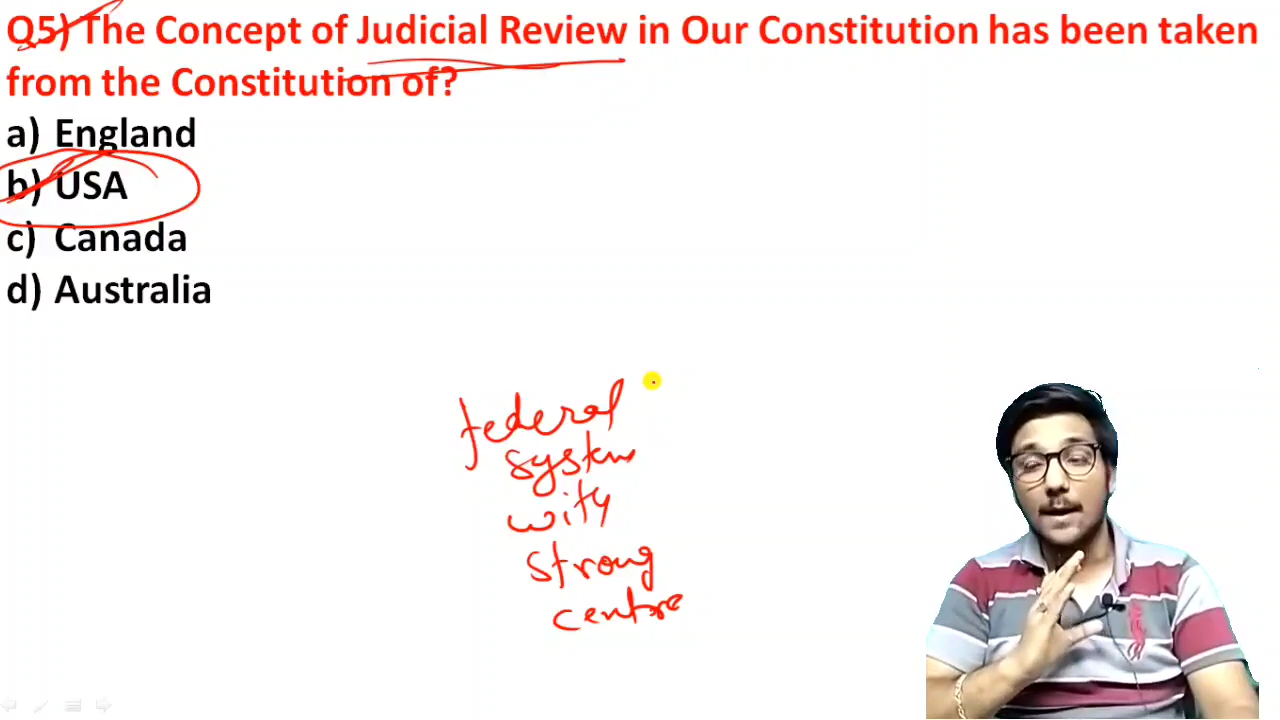 Q5) The Concept of Judicial Review in Our Constitution has been taken
from the Constitution of?
a) England
b) USA
c) Canada
d) Australia
federal
system
with
strong
centre